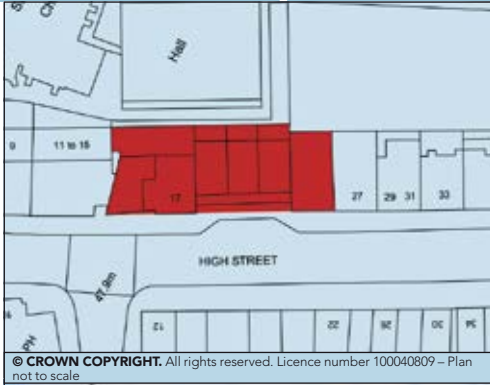 S
Ch
Hall
9
11 to 15
17
27
29
31
33
HIGH STREET
47.9m
PH
12
22
26
30
34
© CROWN COPYRIGHT. All rights reserved. Licence number 100040809 – Plan
not to scale